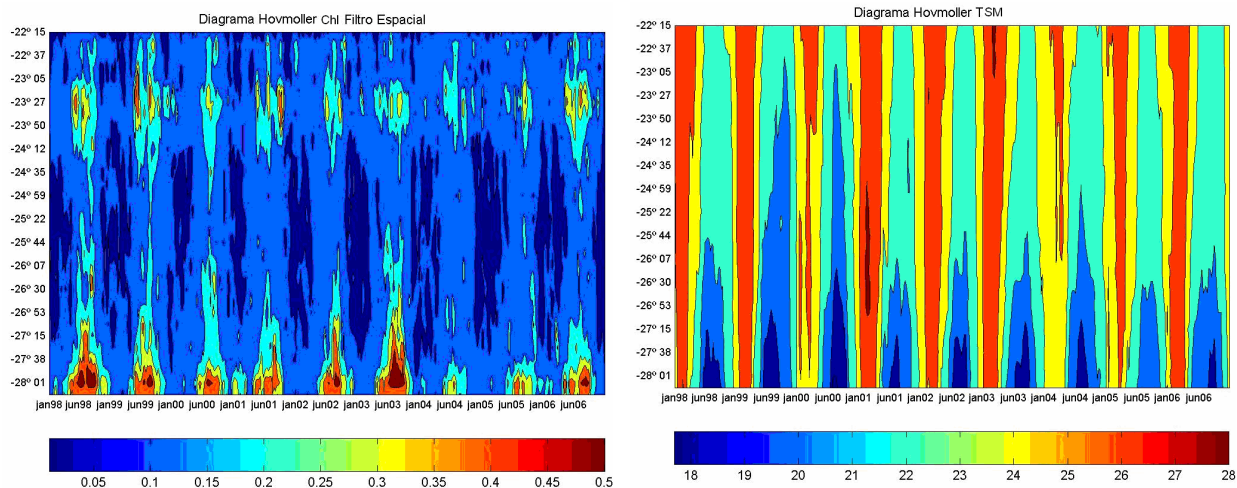 Diagrama Hovmoller Chl Filtro Espacial
-22º 15
-22º 37
-23º 05
-23º 27
-23º 50
-24º 12
-24º 35
-24º 59
-25º 22
-25º 44
-26º 07
-26º 30
-26º 53
-27º 15
-27º 38
-28º 01
jan98 jun98 jan99 jun99 jan00 jun00 jan01 jun01 jan02 jun02 jan03 jun03 jan04 jun04 jan05 jun05 jan06 jun06
0.05 0.1 0.15 0.2 0.25 0.3 0.35 0.4 0.45 0.5
Diagrama Hovmoller TSM
-22º 15
-22º 37
-23º 05
-23º 27
-23º 50
-24º 12
-24º 35
-24º 59
-25º 22
-25º 44
-26º 07
-26º 30
-26º 53
-27º 15
-27º 38
-28º 01
jan98 jun98 jan99 jun99 jan00 jun00 jan01 jun01 jan02 jun02 jan03 jun03 jan04 jun04 jan05 jun05 jan06 jun06
18 19 20 21 22 23 24 25 26 27 28